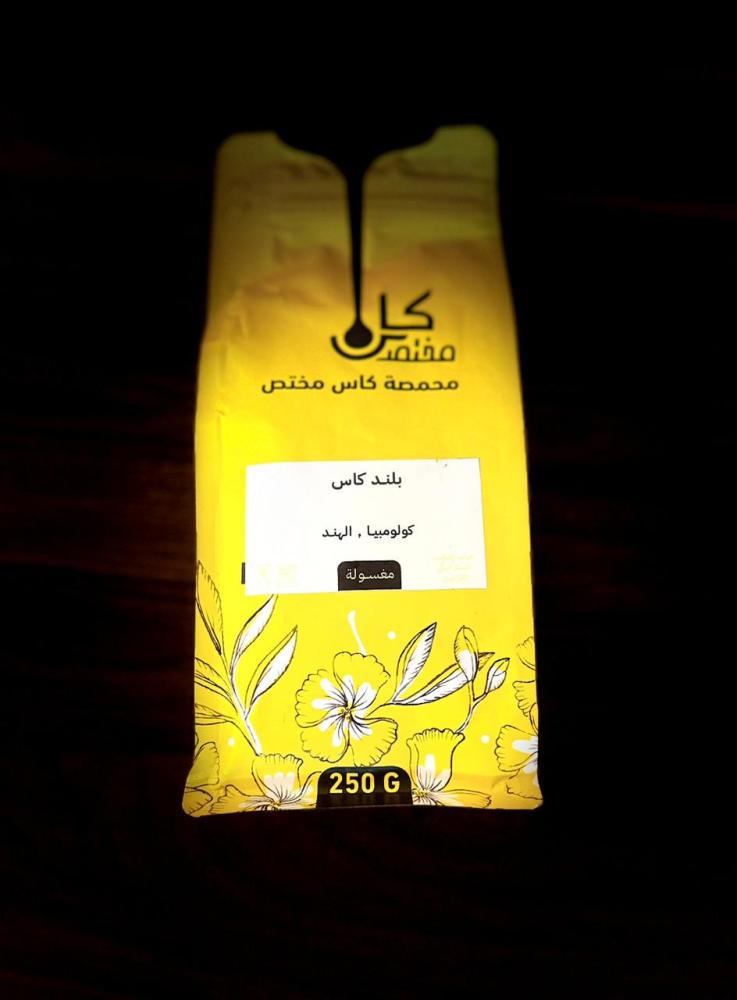 كاس
مختص
محمصة كاس مختص
بلند كاس
كولومبيا , الهند
مغسولة
250 G